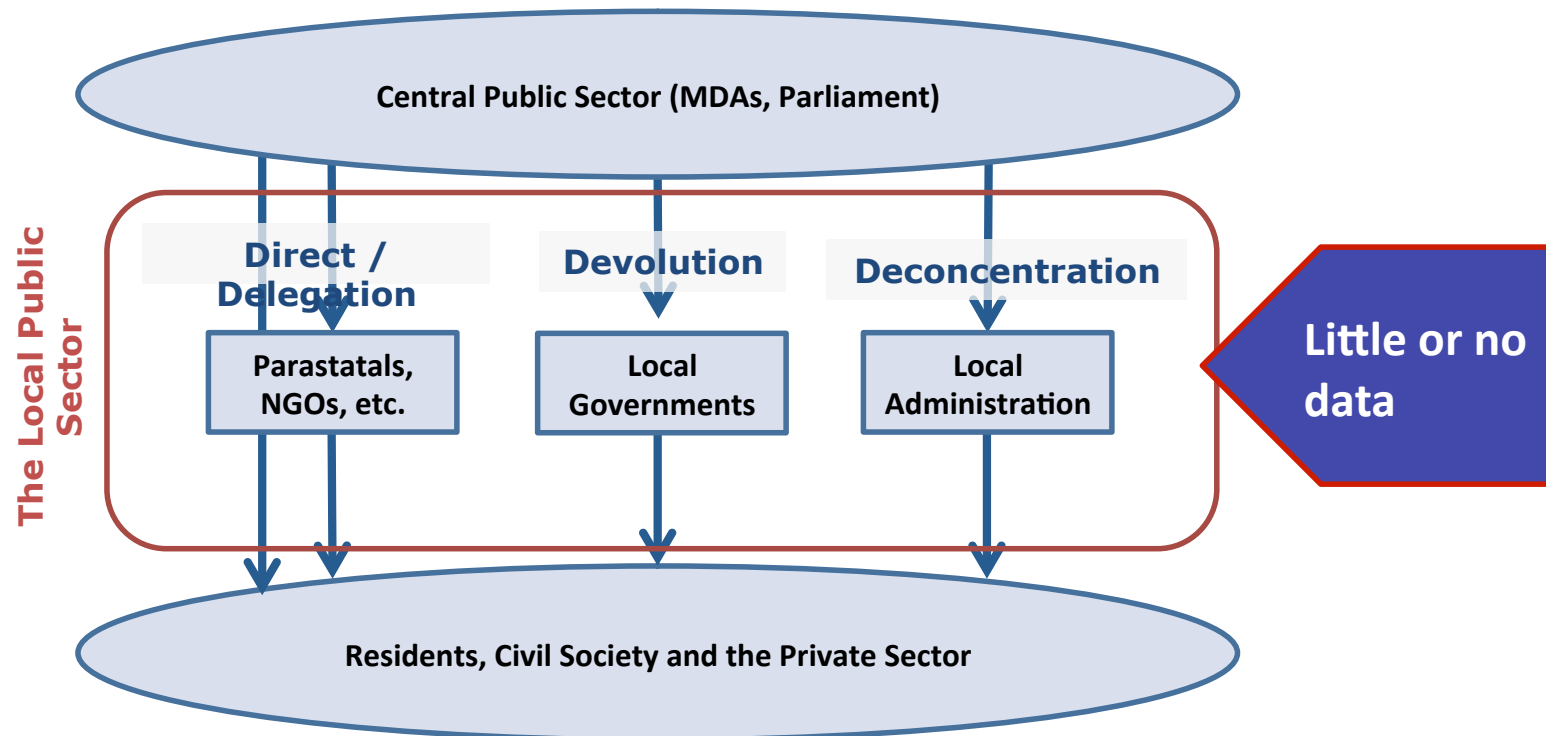 Central Public Sector (MDAs, Parliament)
The Local Public
Sector
Direct /
Delegation
Devolution
Deconcentration
Parastatals,
NGOs, etc.
Local
Governments
Local
Administration
Little or no
data
Residents, Civil Society and the Private Sector